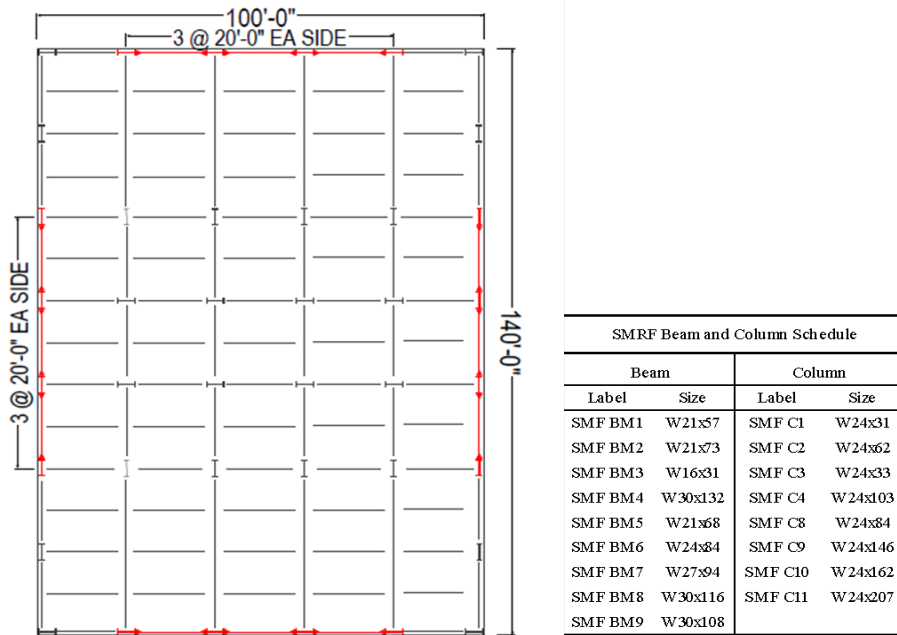 100'-0"
3 @ 20'-0" EA SIDE
3 @ 20'-0" EA SIDE
140'-0"
SMRF Beam and Column Schedule
Beam Column
Label Size Label Size
SMF BM1 W21x57 SMF C1 W24x31
SMF BM2 W21x73 SMF C2 W24x62
SMF BM3 W16x31 SMF C3 W24x33
SMF BM4 W30x132 SMF C4 W24x103
SMF BM5 W21x68 SMF C8 W24x84
SMF BM6 W24x84 SMF C9 W24x146
SMF BM7 W27x94 SMF C10 W24x162
SMF BM8 W30x116 SMF C11 W24x207
SMF BM9 W30x108